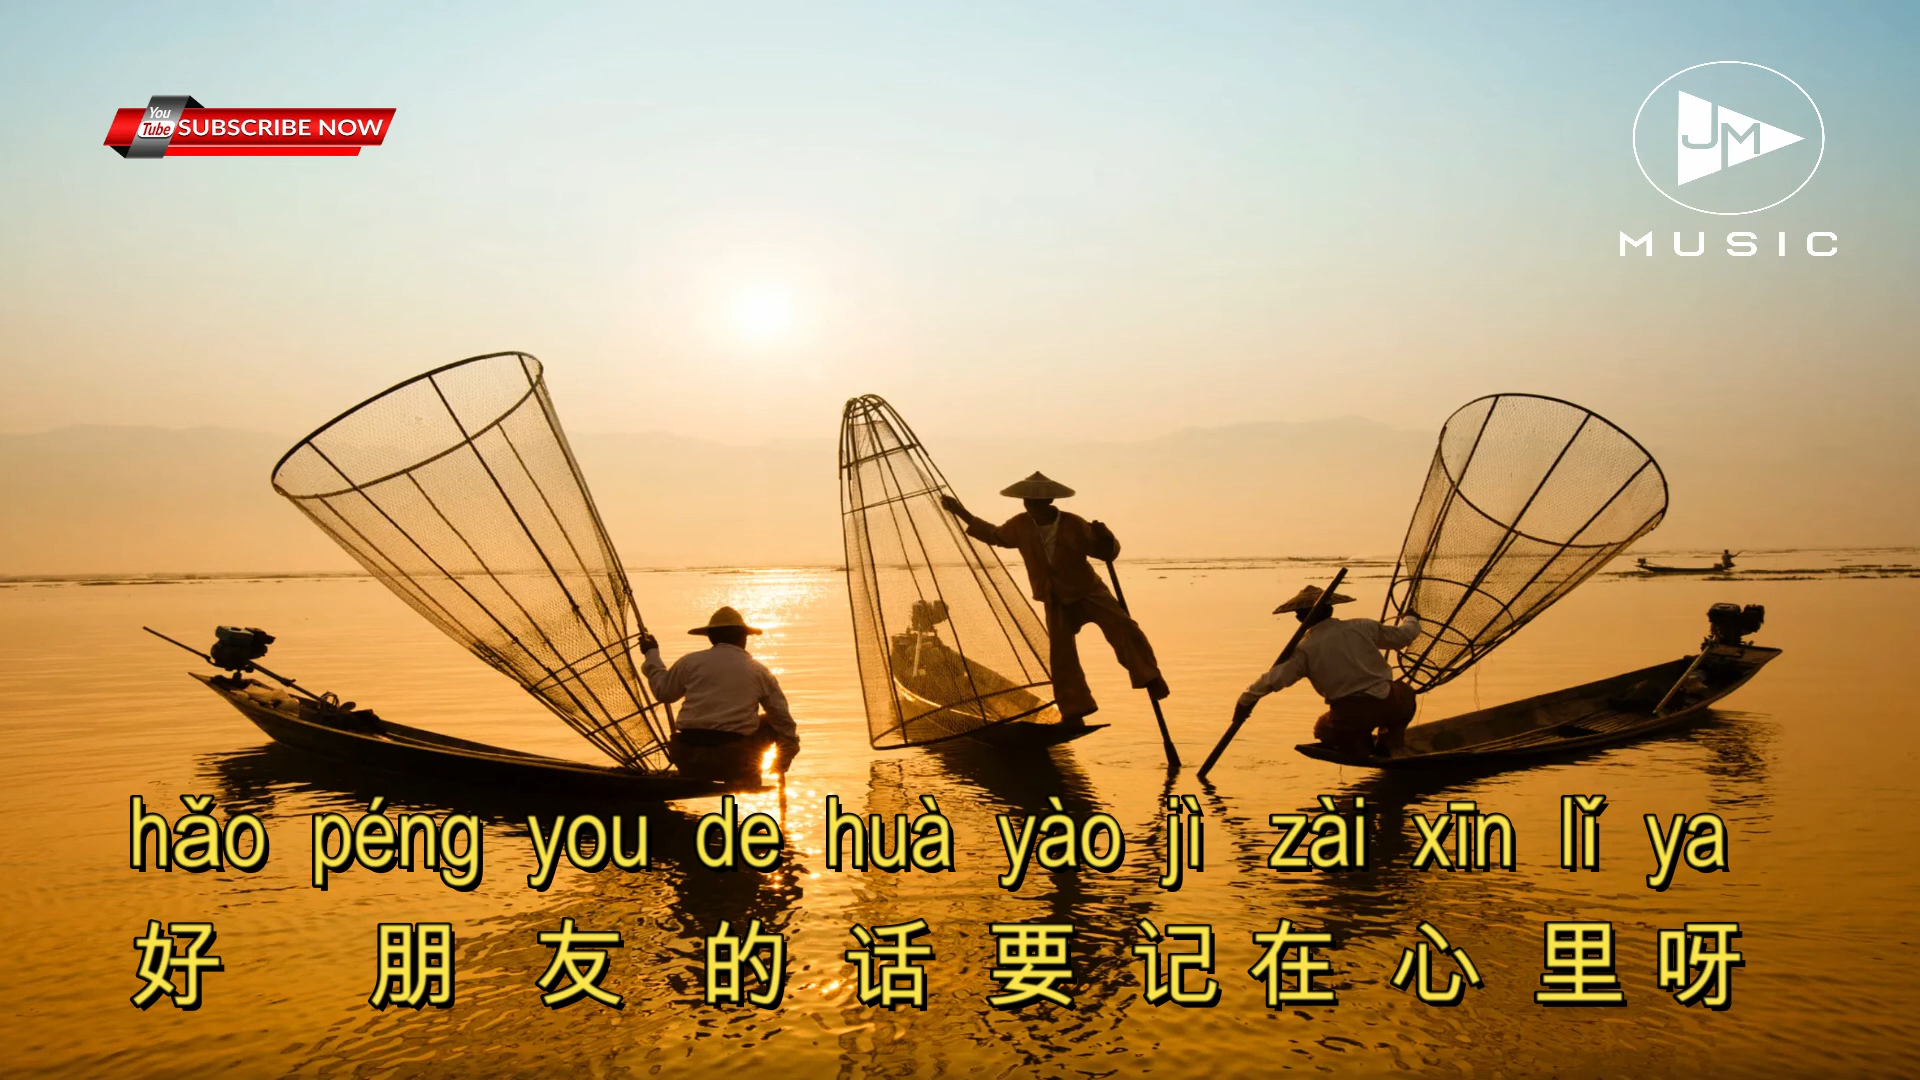 You
Tube SUBSCRIBE NOW
JM
MUSIC
hǎo péng you de huà yào jì zài xīn lǐ ya
好 朋 友 的 话 要 记 在 心 里 呀